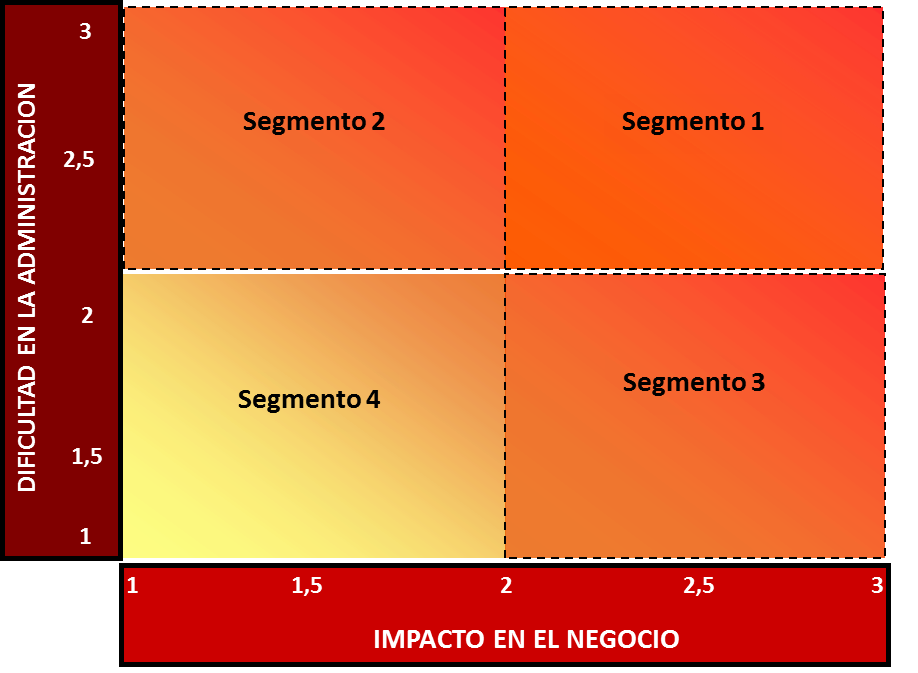 DIFICULTAD EN LA ADMINISTRACION
3
2,5
2
1,5
1
Segmento 2
Segmento 1
Segmento 4
Segmento 3
1 1,5 2 2,5 3
IMPACTO EN EL NEGOCIO